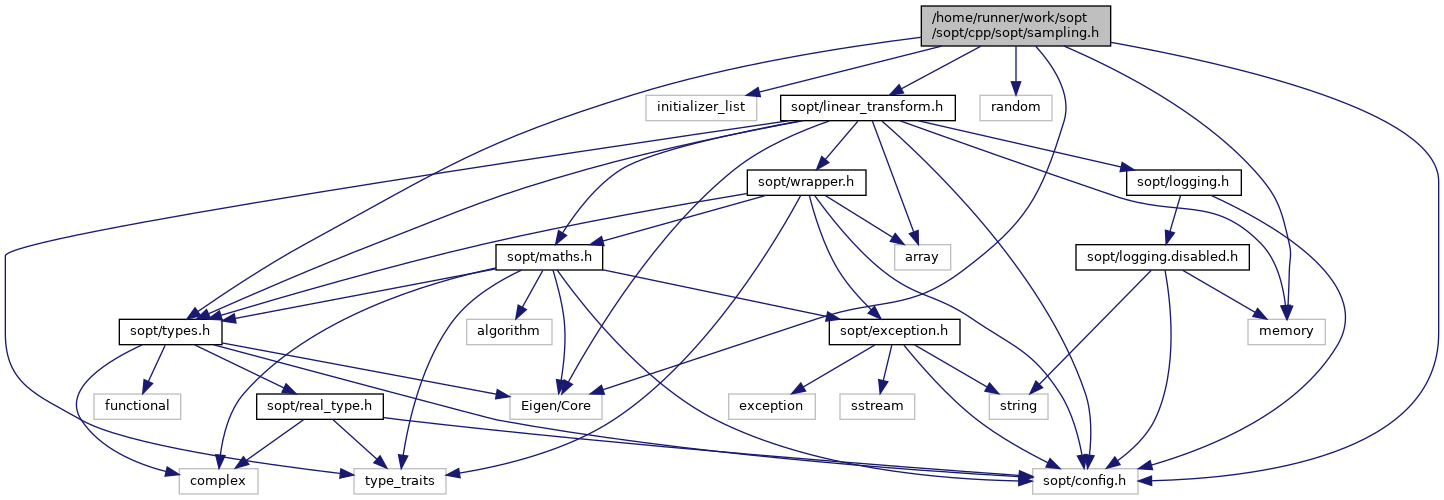 /home/runner/work/sopt
/sopt/cpp/sopt/sampling.h
initializer_list
sopt/linear_transform.h
random
sopt/wrapper.h
sopt/logging.h
sopt/maths.h
array
sopt/logging.disabled.h
sopt/types.h
algorithm
sopt/exception.h
memory
functional
sopt/real_type.h
Eigen/Core
exception
sstream
string
complex
type_traits
sopt/config.h